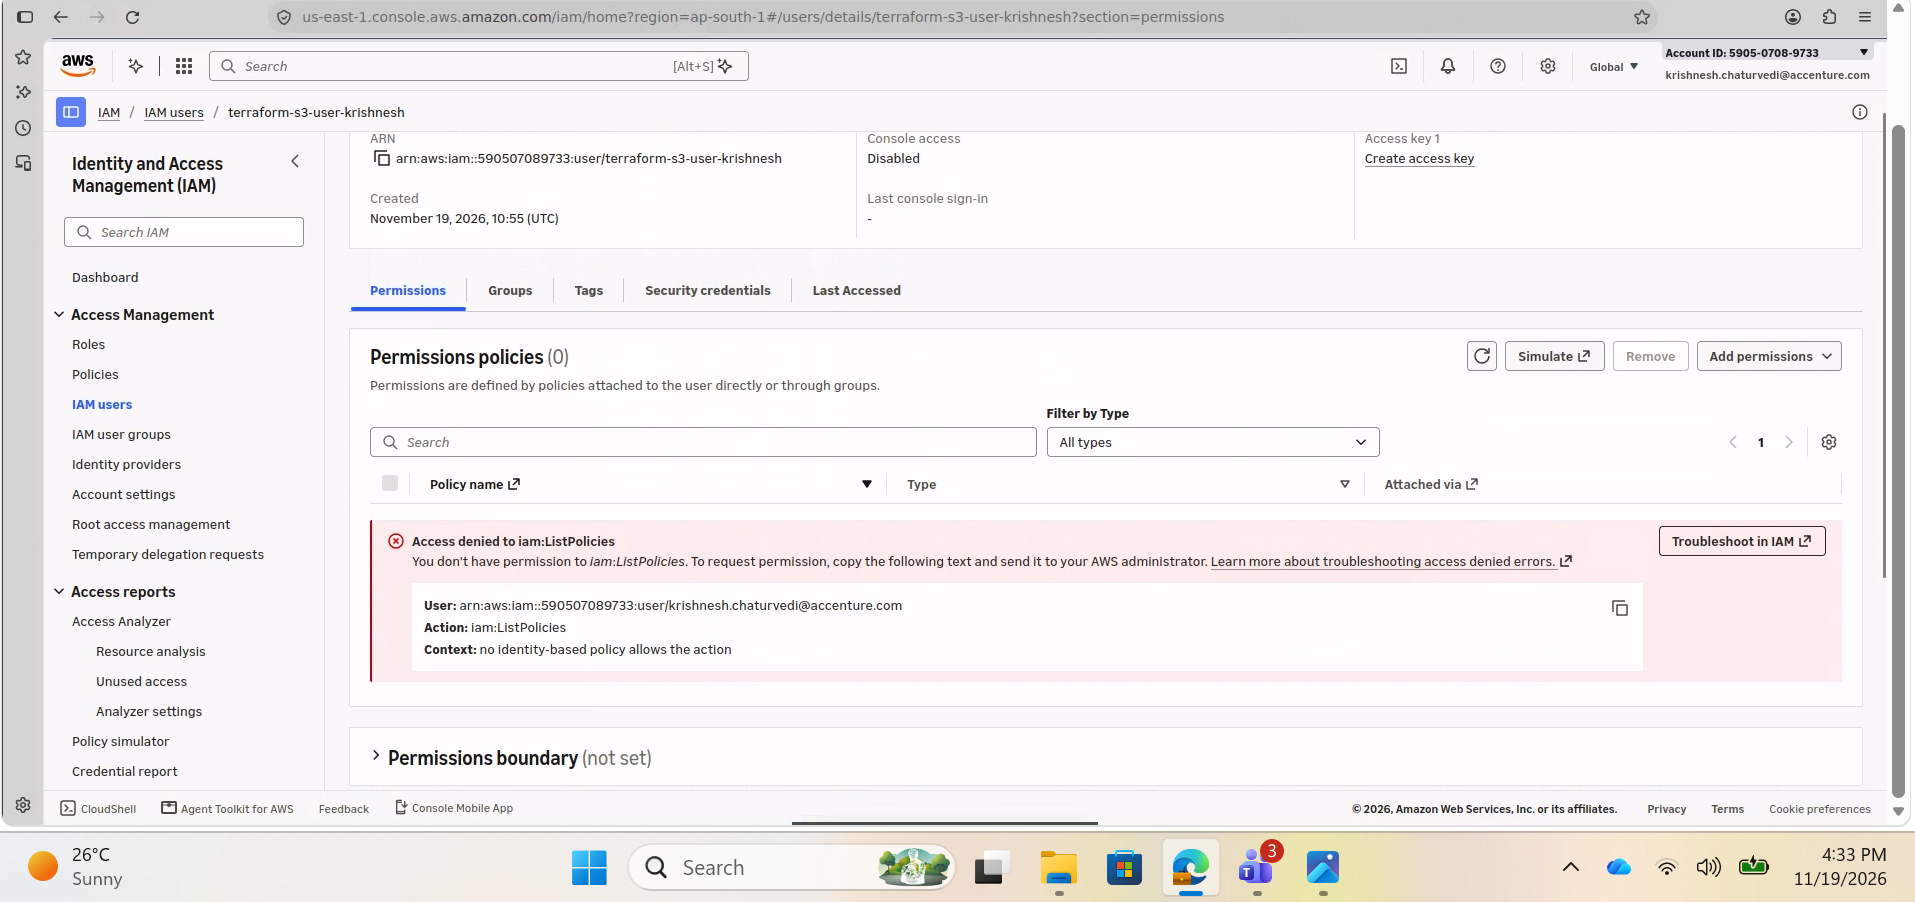 us-east-1.console.aws.amazon.com/iam/home?region=ap-south-1#/users/details/terraform-s3-user-krishnesh?section=permissions
aws
Search
[Alt+S]
Global
Account ID: 5905-0708-9733
krishnesh.chaturvedi@accenture.com
IAM / IAM users / terraform-s3-user-krishnesh
Identity and Access Management (IAM)
Search IAM
Dashboard
Access Management
Roles
Policies
IAM users
IAM user groups
Identity providers
Account settings
Root access management
Temporary delegation requests
Access reports
Access Analyzer
Resource analysis
Unused access
Analyzer settings
Policy simulator
Credential report
ARN
arn:aws:iam::590507089733:user/terraform-s3-user-krishnesh
Created
November 19, 2026, 10:55 (UTC)
Console access
Disabled
Last console sign-in
-
Access key 1
Create access key
Permissions
Groups
Tags
Security credentials
Last Accessed
Permissions policies (0)
Permissions are defined by policies attached to the user directly or through groups.
Simulate
Remove
Add permissions
Filter by Type
Search
All types
1
Policy name
Type
Attached via
Access denied to iam:ListPolicies
You don't have permission to iam:ListPolicies. To request permission, copy the following text and send it to your AWS administrator. Learn more about troubleshooting access denied errors.
Troubleshoot in IAM
User: arn:aws:iam::590507089733:user/krishnesh.chaturvedi@accenture.com
Action: iam:ListPolicies
Context: no identity-based policy allows the action
Permissions boundary (not set)
CloudShell
Agent Toolkit for AWS
Feedback
Console Mobile App
© 2026, Amazon Web Services, Inc. or its affiliates.
Privacy
Terms
Cookie preferences
26°C
Sunny
Search
3
T
4:33 PM
11/19/2026